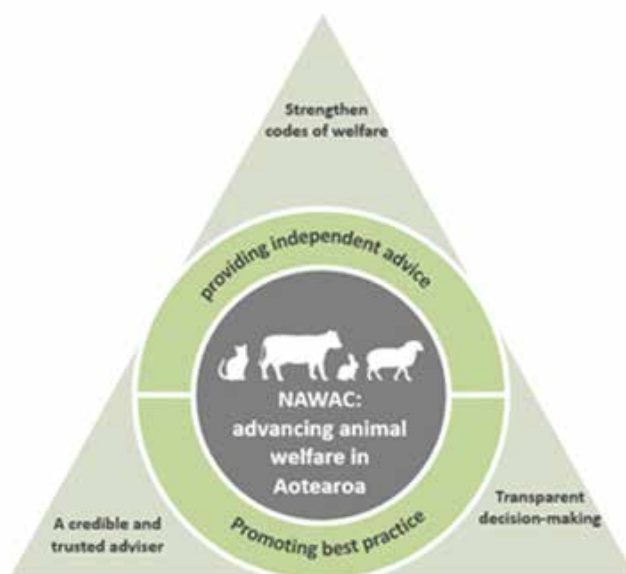 Strengthen
codes of welfare
providing independent advice
NAWAC:
advancing animal
welfare in
Aotearoa
Promoting best practice
A credible and
trusted adviser
Transparent
decision-making